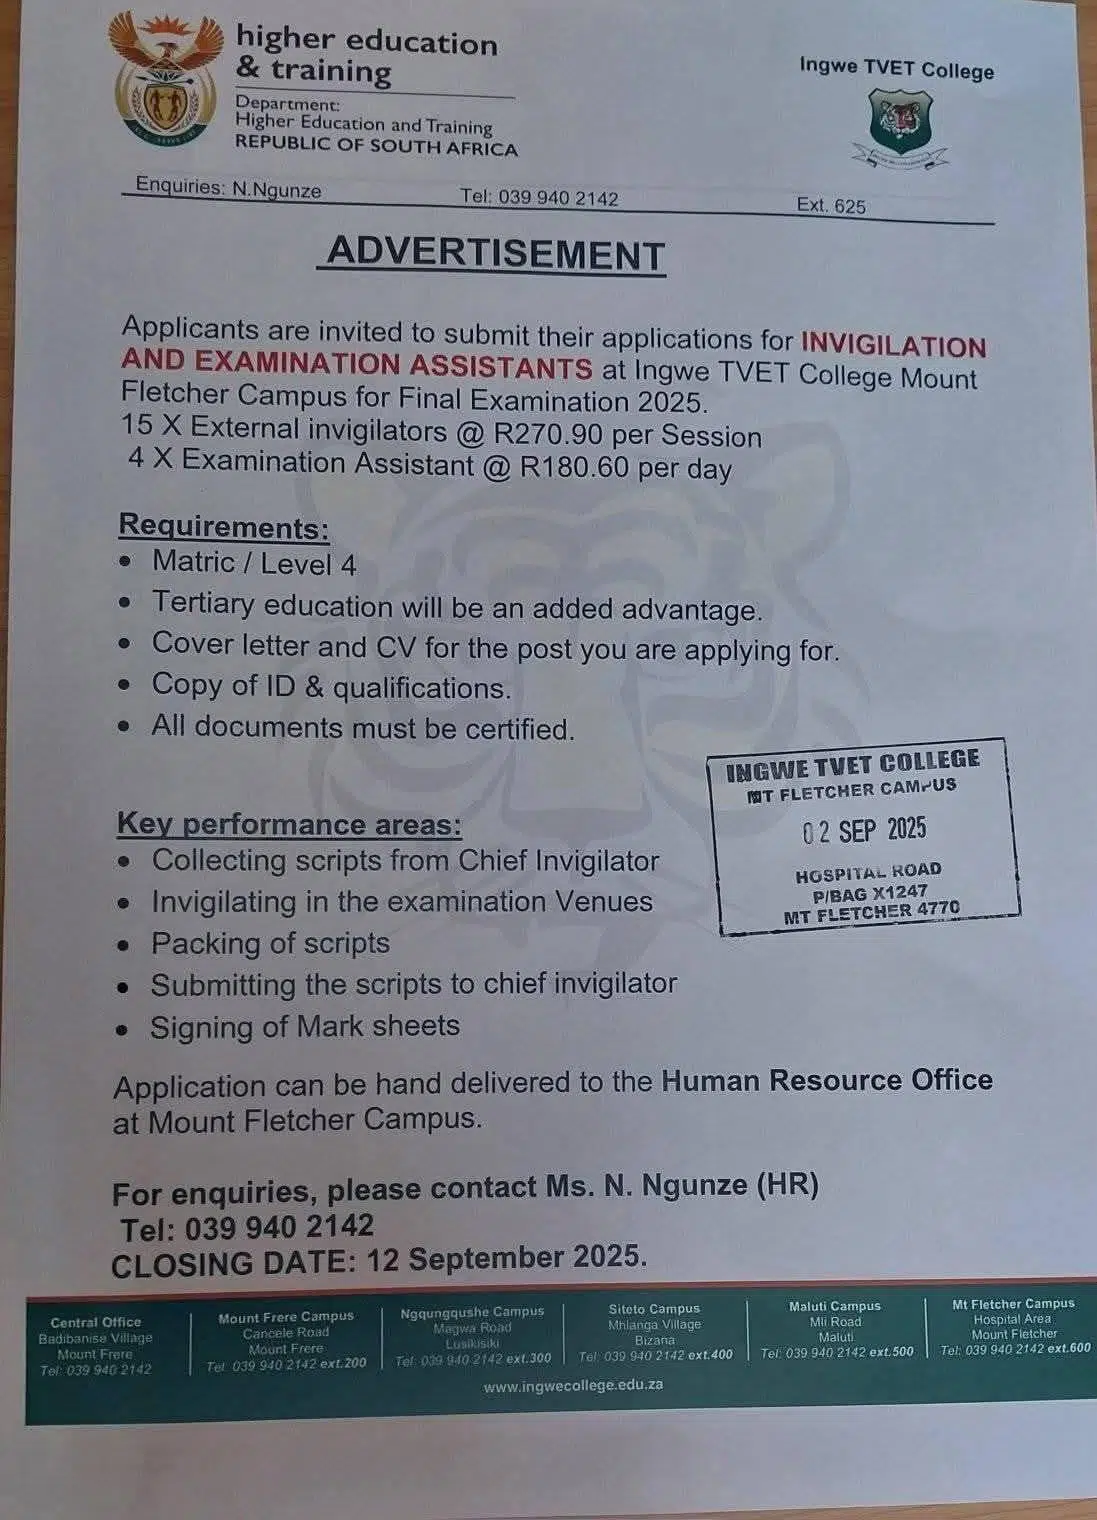 higher education
& training
Department:
Higher Education and Training
REPUBLIC OF SOUTH AFRICA
Ingwe TVET College
Enquiries: N.Ngunze Tel: 039 940 2142 Ext. 625
ADVERTISEMENT
Applicants are invited to submit their applications for INVIGILATION
AND EXAMINATION ASSISTANTS at Ingwe TVET College Mount
Fletcher Campus for Final Examination 2025.
15 X External invigilators @ R270.90 per Session
4 X Examination Assistant @ R180.60 per day
Requirements:
• Matric / Level 4
• Tertiary education will be an added advantage.
• Cover letter and CV for the post you are applying for.
• Copy of ID & qualifications.
• All documents must be certified.
INGWE TVET COLLEGE
MT FLETCHER CAMPUS
02 SEP 2025
HOSPITAL ROAD
P/BAG X1247
MT FLETCHER 4770
Key performance areas:
• Collecting scripts from Chief Invigilator
• Invigilating in the examination Venues
• Packing of scripts
• Submitting the scripts to chief invigilator
• Signing of Mark sheets
Application can be hand delivered to the Human Resource Office
at Mount Fletcher Campus.
For enquiries, please contact Ms. N. Ngunze (HR)
Tel: 039 940 2142
CLOSING DATE: 12 September 2025.
Central Office
Badibanise Village
Mount Frere
Tel: 039 940 2142
Mount Frere Campus
Cancele Road
Mount Frere
Tel: 039 940 2142 ext.200
Ngqungqushe Campus
Magwa Road
Lusikisiki
Tel: 039 940 2142 ext.300
Siteto Campus
Mhlanga Village
Bizana
Tel: 039 940 2142 ext.400
Maluti Campus
Mli Road
Maluti
Tel: 039 940 2142 ext.500
Mt Fletcher Campus
Hospital Area
Mount Fletcher
Tel: 039 940 2142 ext.600
www.ingwecollege.edu.za